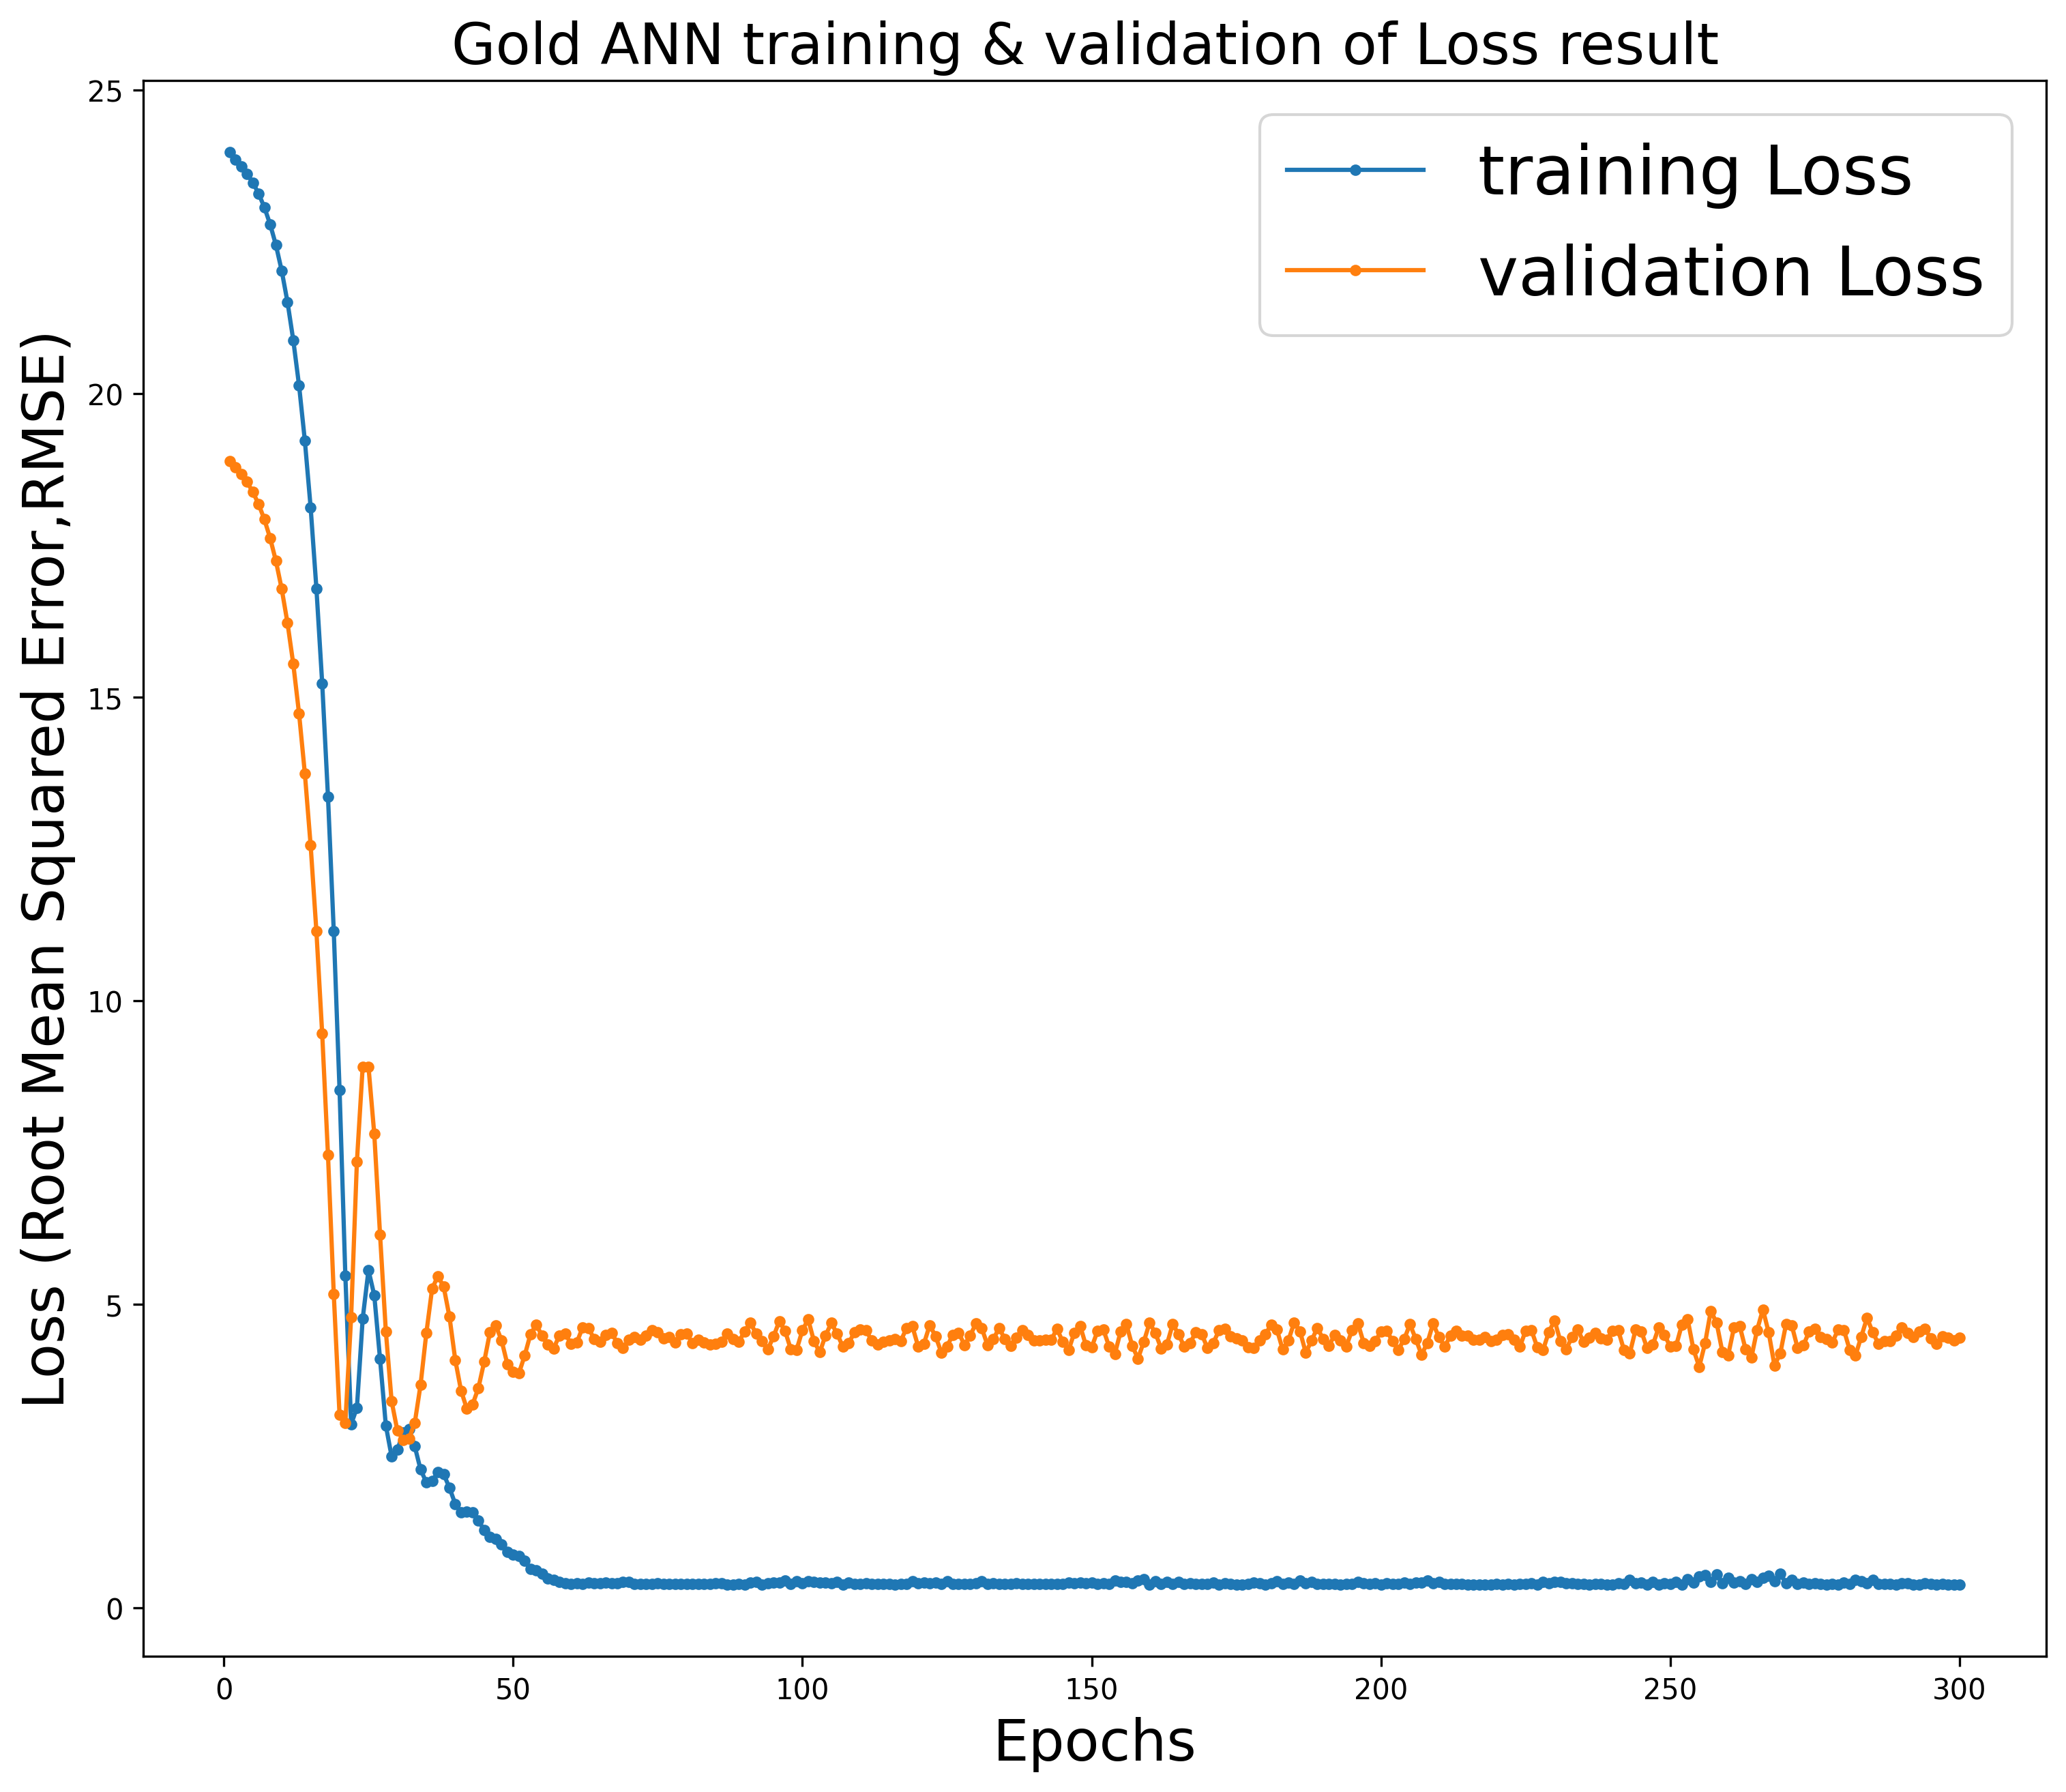 Gold ANN training & validation of Loss result
training Loss
validation Loss
Loss (Root Mean Squared Error,RMSE)
25
20
15
10
5
0
0 50 100 150 200 250 300
Epochs